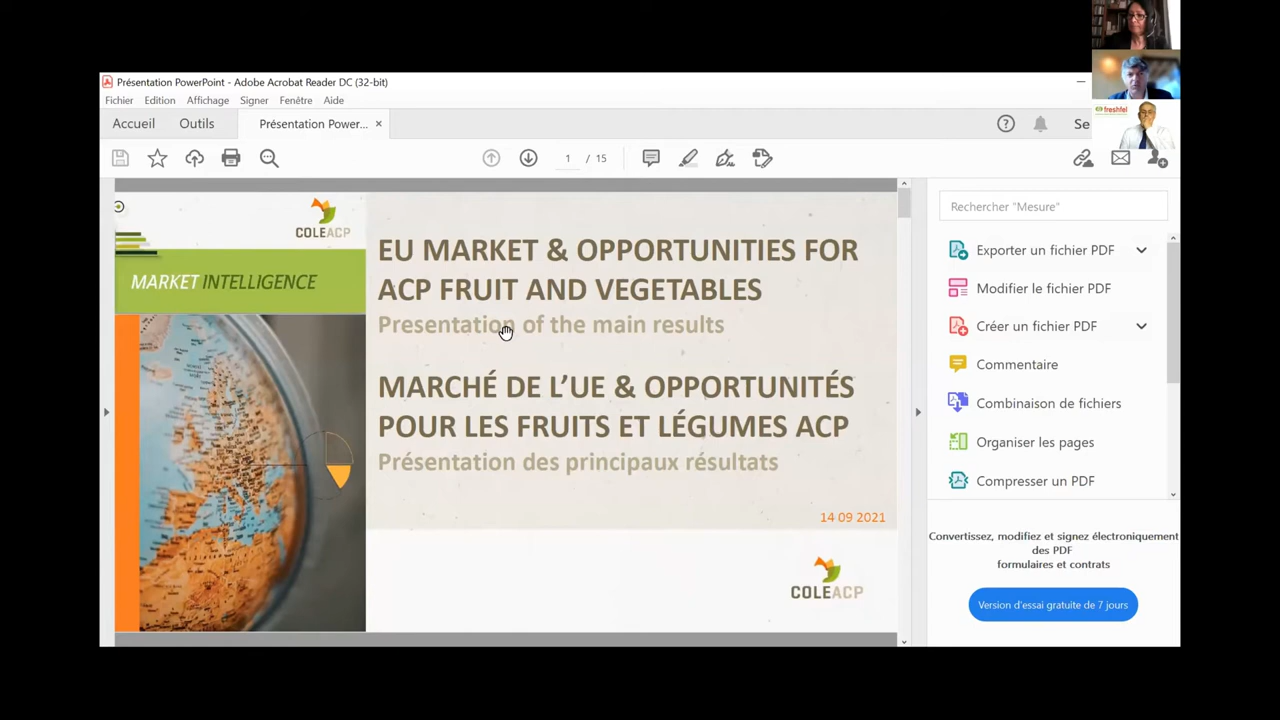 Présentation PowerPoint - Adobe Acrobat Reader DC (32-bit)
Fichier Edition Affichage Signer Fenêtre Aide
Accueil Outils Présentation Power... × Se
freshfel
1 / 15
COLEACP
MARKET INTELLIGENCE
EU MARKET & OPPORTUNITIES FOR
ACP FRUIT AND VEGETABLES
Presentation of the main results
MARCHÉ DE L'UE & OPPORTUNITÉS
POUR LES FRUITS ET LÉGUMES ACP
Présentation des principaux résultats
14 09 2021
COLEACP
Rechercher "Mesure"
Exporter un fichier PDF
Modifier le fichier PDF
Créer un fichier PDF
Commentaire
Combinaison de fichiers
Organiser les pages
Compresser un PDF
Convertissez, modifiez et signez électroniquement
des PDF
formulaires et contrats
Version d'essai gratuite de 7 jours